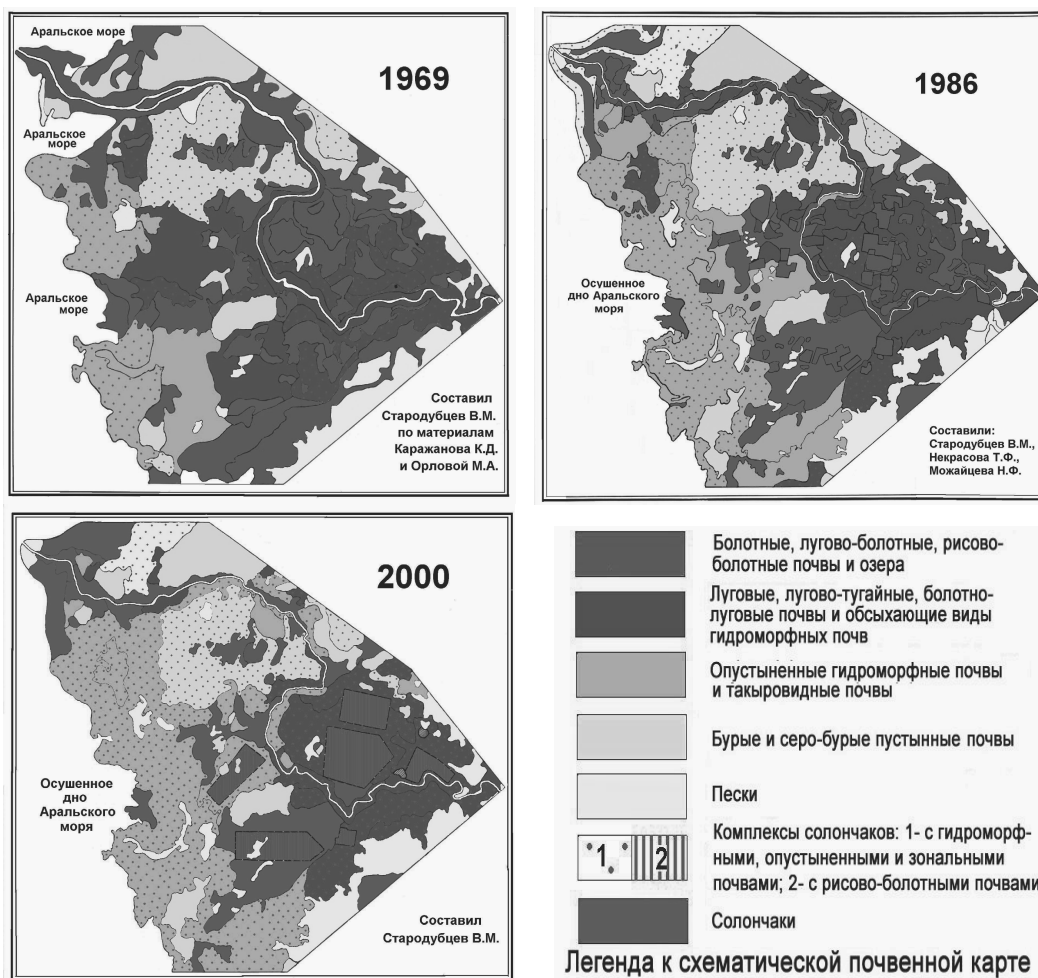 Аральское море
1969
Аральское
море
Аральское
море
Составил
Стародубцев В.М.
по материалам
Каражанова К.Д.
и Орловой М.А.
1986
Осушенное
дно Аральского
моря
Составили:
Стародубцев В.М.,
Некрасова Т.Ф.,
Можайцева Н.Ф.
2000
Осушенное
дно
Аральского
моря
Составил
Стародубцев В.М.
Болотные, лугово-болотные, рисово-
болотные почвы и озера
Луговые, лугово-тугайные, болотно-
луговые почвы и обсыхающие виды
гидроморфных почв
Опустыненные гидроморфные почвы
и такыровидные почвы
Бурые и серо-бурые пустынные почвы
Пески
1 2
Комплексы солончаков: 1- с гидроморф-
ными, опустыненными и зональными
почвами; 2- с рисово-болотными почвами
Солончаки
Легенда к схематической почвенной карте